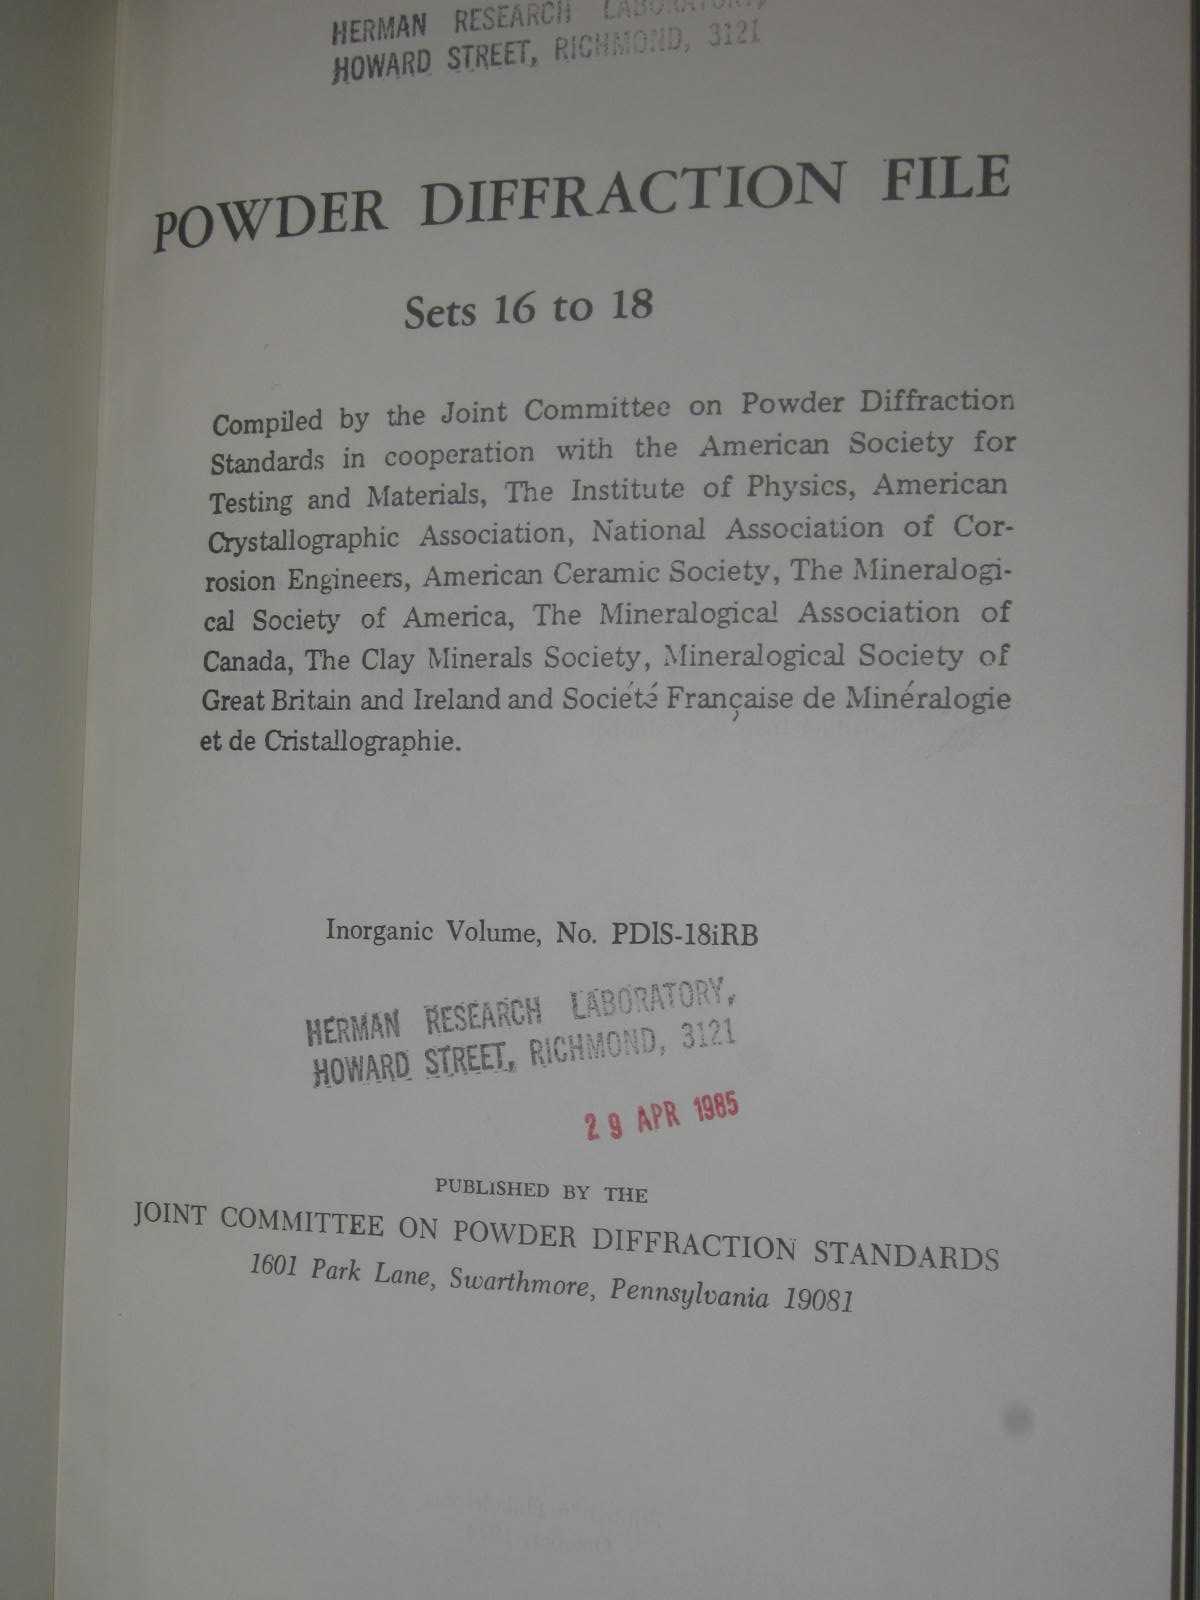 HERMAN RESEARCH LABORATORY,
HOWARD STREET, RICHMOND, 3121
POWDER DIFFRACTION FILE
Sets 16 to 18
Compiled by the Joint Committee on Powder Diffraction
Standards in cooperation with the American Society for
Testing and Materials, The Institute of Physics, American
Crystallographic Association, National Association of Cor-
rosion Engineers, American Ceramic Society, The Mineralogi-
cal Society of America, The Mineralogical Association of
Canada, The Clay Minerals Society, Mineralogical Society of
Great Britain and Ireland and Société Française de Minéralogie
et de Cristallographie.
Inorganic Volume, No. PDlS-18iRB
HERMAN RESEARCH LABORATORY,
HOWARD STREET, RICHMOND, 3121
29 APR 1985
PUBLISHED BY THE
JOINT COMMITTEE ON POWDER DIFFRACTION STANDARDS
1601 Park Lane, Swarthmore, Pennsylvania 19081